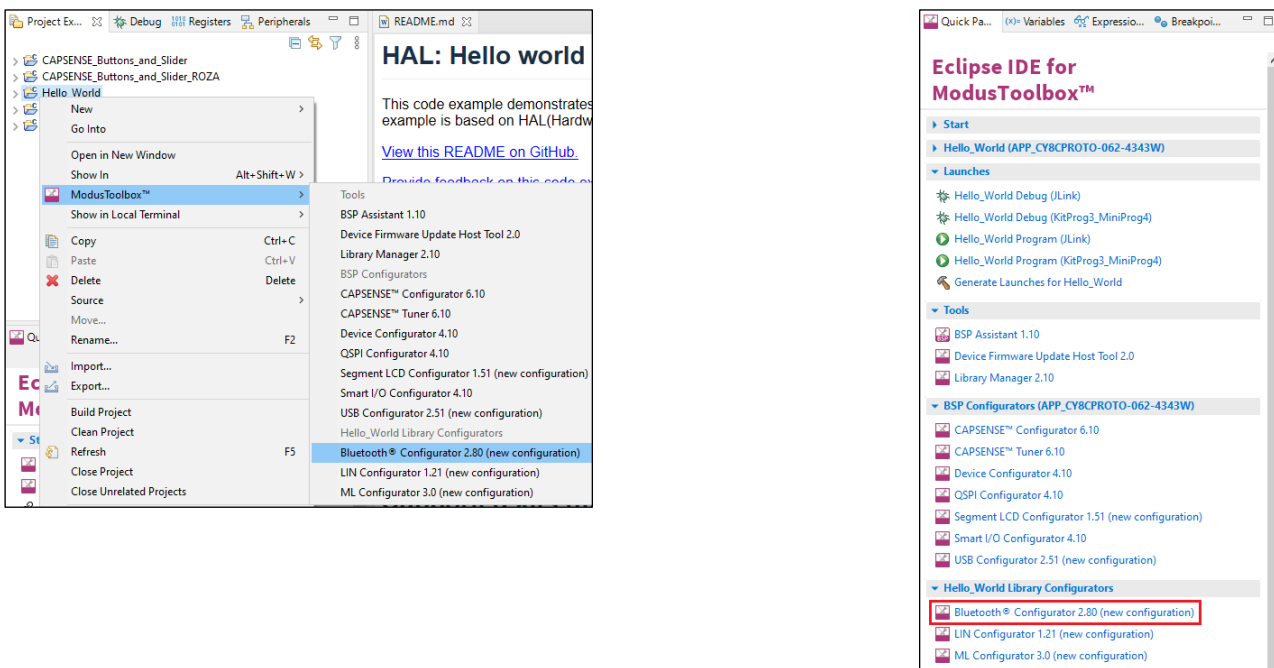 Project Ex...
Debug
Registers
Peripherals
README.md
CAPSENSE_Buttons_and_Slider
CAPSENSE_Buttons_and_Slider_ROZA
Hello World
New
Go Into
Open in New Window
Show In Alt+Shift+W
ModusToolbox™
Show in Local Terminal
Copy Ctrl+C
Paste Ctrl+V
Delete Delete
Source
Move...
Rename... F2
Import...
Export...
Build Project
Clean Project
Refresh F5
Close Project
Close Unrelated Projects
HAL: Hello world
This code example demonstrates
example is based on HAL(Hardw
View this README on GitHub.
Provide feedback on this code ex
Tools
BSP Assistant 1.10
Device Firmware Update Host Tool 2.0
Library Manager 2.10
BSP Configurators
CAPSENSE™ Configurator 6.10
CAPSENSE™ Tuner 6.10
Device Configurator 4.10
QSPI Configurator 4.10
Segment LCD Configurator 1.51 (new configuration)
Smart I/O Configurator 4.10
USB Configurator 2.51 (new configuration)
Hello_World Library Configurators
Bluetooth® Configurator 2.80 (new configuration)
LIN Configurator 1.21 (new configuration)
ML Configurator 3.0 (new configuration)
Qu
Ec
Mo
St
Quick Pa...
(x)= Variables
Expressio...
Breakpoi...
Eclipse IDE for
ModusToolbox™
Start
Hello_World (APP_CY8CPROTO-062-4343W)
Launches
Hello_World Debug (JLink)
Hello_World Debug (KitProg3_MiniProg4)
Hello_World Program (JLink)
Hello_World Program (KitProg3_MiniProg4)
Generate Launches for Hello_World
Tools
BSP Assistant 1.10
Device Firmware Update Host Tool 2.0
Library Manager 2.10
BSP Configurators (APP_CY8CPROTO-062-4343W)
CAPSENSE™ Configurator 6.10
CAPSENSE™ Tuner 6.10
Device Configurator 4.10
QSPI Configurator 4.10
Segment LCD Configurator 1.51 (new configuration)
Smart I/O Configurator 4.10
USB Configurator 2.51 (new configuration)
Hello_World Library Configurators
Bluetooth® Configurator 2.80 (new configuration)
LIN Configurator 1.21 (new configuration)
ML Configurator 3.0 (new configuration)